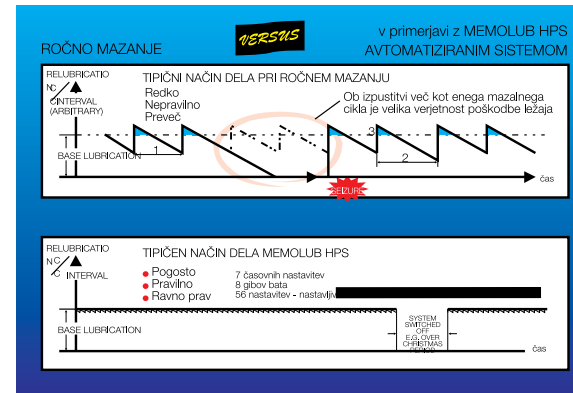 ROČNO MAZANJE
VERSUS
v primerjavi z MEMOLUB HPS
AVTOMATIZIRANIM SISTEMOM
RELUBRICATIO
N C
C INTERVAL
(ARBITRARY)
TIPIČNI NAČIN DELA PRI ROČNEM MAZANJU
Redko
Nepravilno
Preveč
Ob izpustitvi več kot enega mazalnega
cikla je velika verjetnost poškodbe ležaja
BASE LUBRICATION
1
3
2
čas
SEIZURE
RELUBRICATIO
N C
C INTERVAL
TIPIČEN NAČIN DELA MEMOLUB HPS
Pogosto
Pravilno
Ravno prav
7 časovnih nastavitev
8 gibov bata
56 nastavitev - nastavljiv
BASE LUBRICATION
SYSTEM
SWITCHED
OFF
E.G. OVER
CHRISTMAS
PERIOD
čas